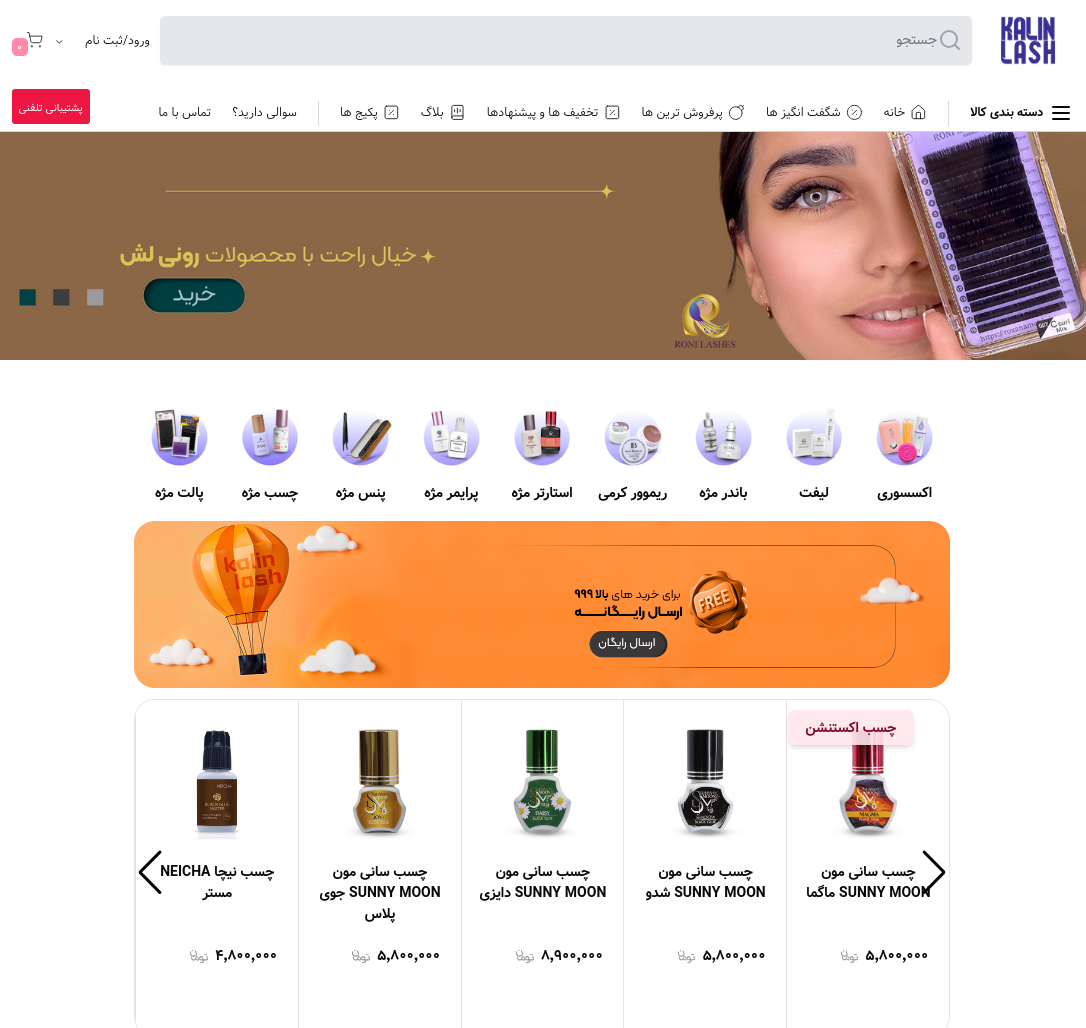 KALIN
LASH
جستجو
ورود/ثبت نام
۰
دسته بندی کالا
خانه
شگفت انگیز ها
پرفروش ترین ها
تخفیف ها و پیشنهادها
بلاگ
پکیج ها
سوالی دارید؟
تماس با ما
پشتیبانی تلفنی
خیال راحت با محصولات رونی لش
خرید
RONI LASHES
اکسسوری
لیفت
باندر مژه
ریموور کرمی
استارتر مژه
پرایمر مژه
پنس مژه
چسب مژه
پالت مژه
kalin
lash
برای خرید های بالا ۹۹۹
ارسال رایگانه
FREE
ارسال رایگان
چسب اکستنشن
چسب سانی مون
SUNNY MOON ماگما
۵,۸۰۰,۰۰۰ تومان
چسب سانی مون
SUNNY MOON شدو
۵,۸۰۰,۰۰۰ تومان
چسب سانی مون
SUNNY MOON دایزی
۸,۹۰۰,۰۰۰ تومان
چسب سانی مون
SUNNY MOON جوی
پلاس
۵,۸۰۰,۰۰۰ تومان
چسب نیچا NEICHA
مستر
۴,۸۰۰,۰۰۰ تومان